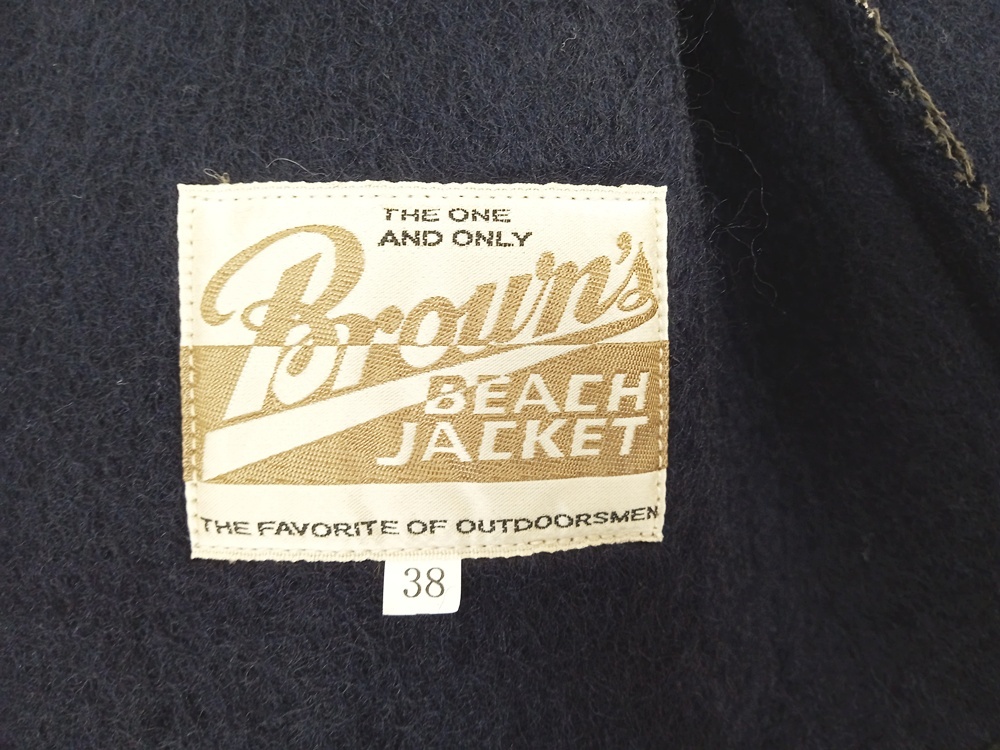 THE ONE
AND ONLY
Brown's
BEACH
JACKET
THE FAVORITE OF OUTDOORSMEN
38